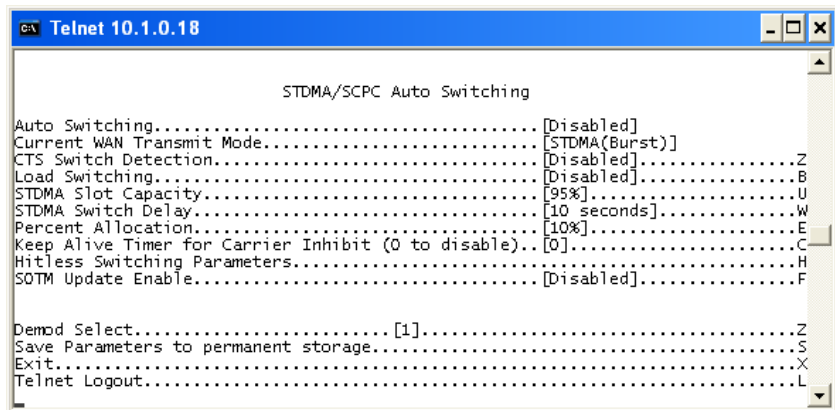 Telnet 10.1.0.18
STDMA/SCPC Auto Switching
Auto Switching...........................................[Disabled]
Current WAN Transmit Mode...............................[STDMA(Burst)]
CTS Switch Detection.....................................[Disabled]..................Z
Load Switching...........................................[Disabled]..................B
STDMA Slot Capacity......................................[95%].......................U
STDMA Switch Delay.......................................[10 seconds]................W
Percent Allocation.......................................[10%].......................E
Keep Alive Timer for Carrier Inhibit (0 to disable)..[0].........................C
Hitless Switching Parameters.........................................................H
SOTM Update Enable.......................................[Disabled]..................F
Demod Select.............................[1]..........................................Z
Save Parameters to permanent storage.................................................S
Exit.................................................................................X
Telnet Logout........................................................................L